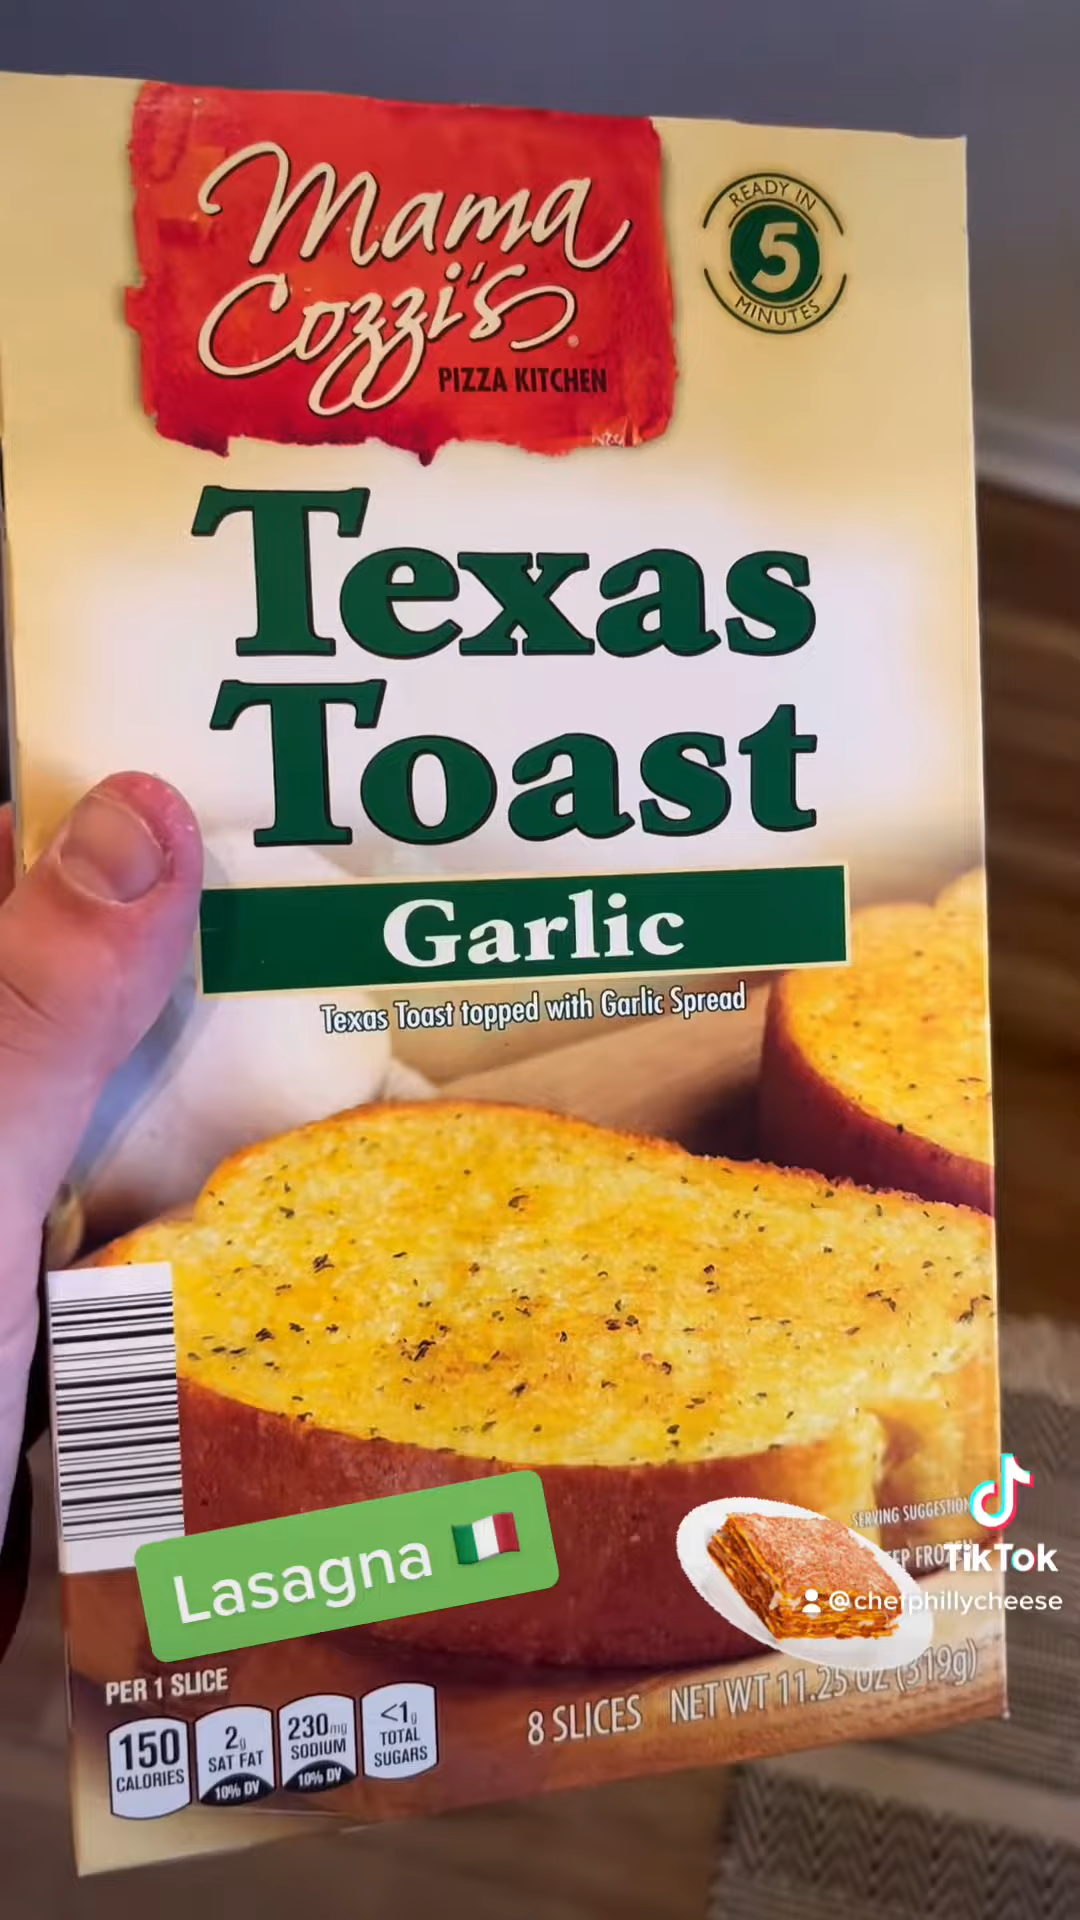 Mama
Cozzi's®
PIZZA KITCHEN
READY IN
5
MINUTES
Texas
Toast
Garlic
Texas Toast topped with Garlic Spread
Lasagna 🇮🇹
SERVING SUGGESTION
FROZEN
TikTok
@chefphillycheese
PER 1 SLICE
150
CALORIES
2g
SAT FAT
10% DV
230mg
SODIUM
10% DV
<1g
TOTAL
SUGARS
8 SLICES NET WT 11.25 OZ (319g)